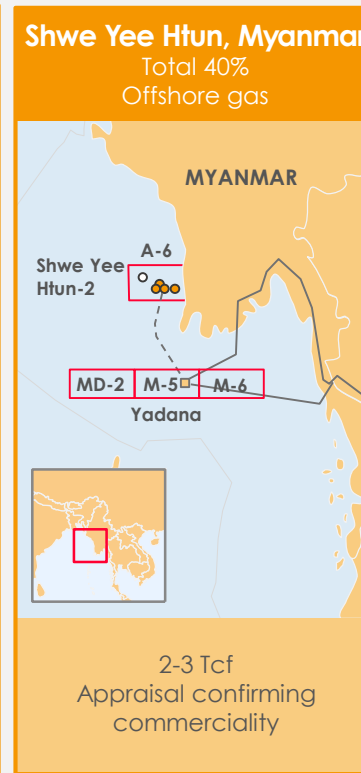 Shwe Yee Htun, Myanmar
Total 40%
Offshore gas
MYANMAR
A-6
Shwe Yee
Htun-2
MD-2
M-5
M-6
Yadana
2-3 Tcf
Appraisal confirming
commerciality